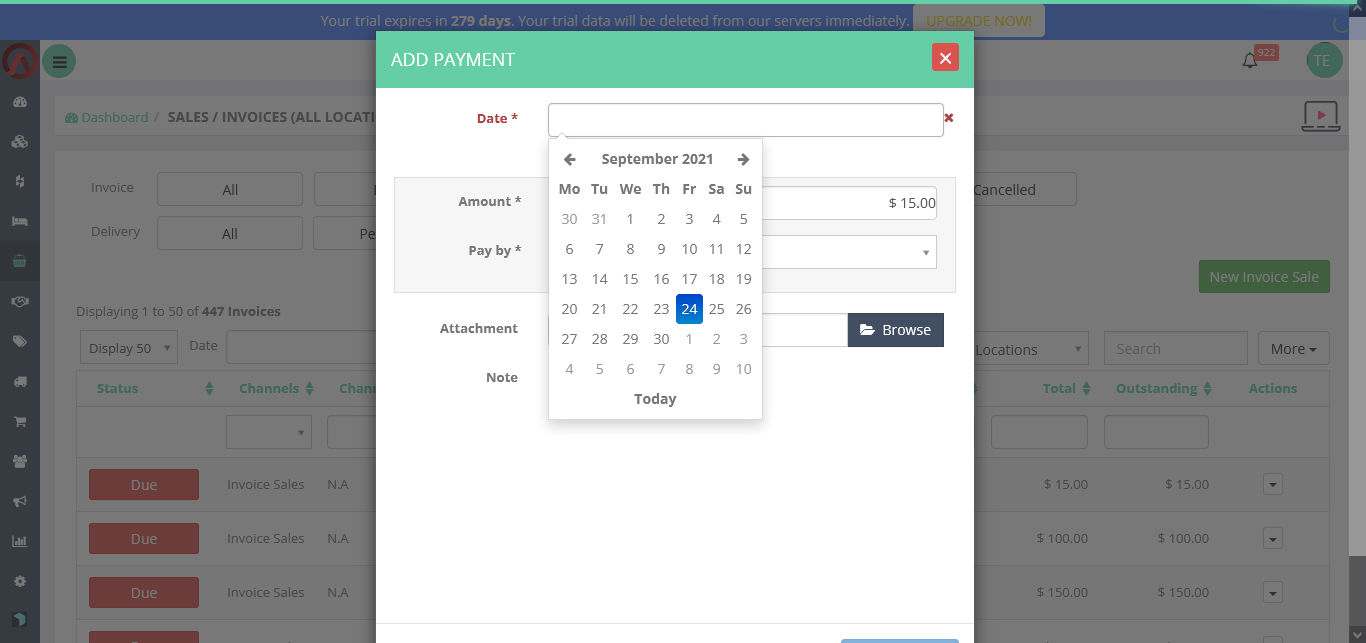 Your trial expires in 279 days. Your trial data will be deleted from our servers immediately. UPGRADE NOW!
ADD PAYMENT
922
TE
Dashboard / SALES / INVOICES (ALL LOCATI
Date *
September 2021
Mo Tu We Th Fr Sa Su
30 31 1 2 3 4 5
6 7 8 9 10 11 12
13 14 15 16 17 18 19
20 21 22 23 24 25 26
27 28 29 30 1 2 3
4 5 6 7 8 9 10
Today
Amount *
$ 15.00
Pay by *
Attachment
Browse
Note
Invoice
All
Cancelled
Delivery
All
Pe
New Invoice Sale
Displaying 1 to 50 of 447 Invoices
Display 50
Date
Locations
Search
More
Status Channels Chann Total Outstanding Actions
Due Invoice Sales N.A $ 15.00 $ 15.00
Due Invoice Sales N.A $ 100.00 $ 100.00
Due Invoice Sales N.A $ 150.00 $ 150.00